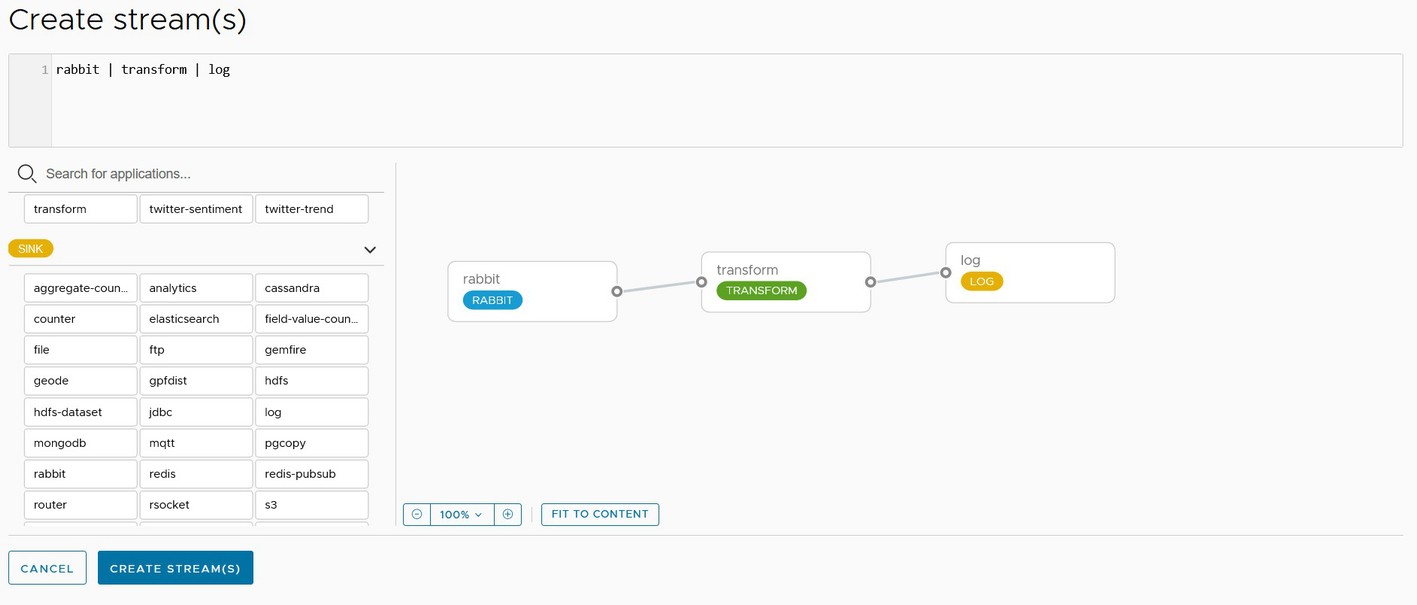 Create stream(s)
1 rabbit | transform | log
Search for applications...
transform twitter-sentiment twitter-trend
SINK
aggregate-coun... analytics cassandra
counter elasticsearch field-value-coun...
file ftp gemfire
geode gpfdist hdfs
hdfs-dataset jdbc log
mongodb mqtt pgcopy
rabbit redis redis-pubsub
router rsocket s3
rabbit
RABBIT
transform
TRANSFORM
log
LOG
100%
FIT TO CONTENT
CANCEL CREATE STREAM(S)